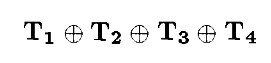 T₁ ⊕ T₂ ⊕ T₃ ⊕ T₄